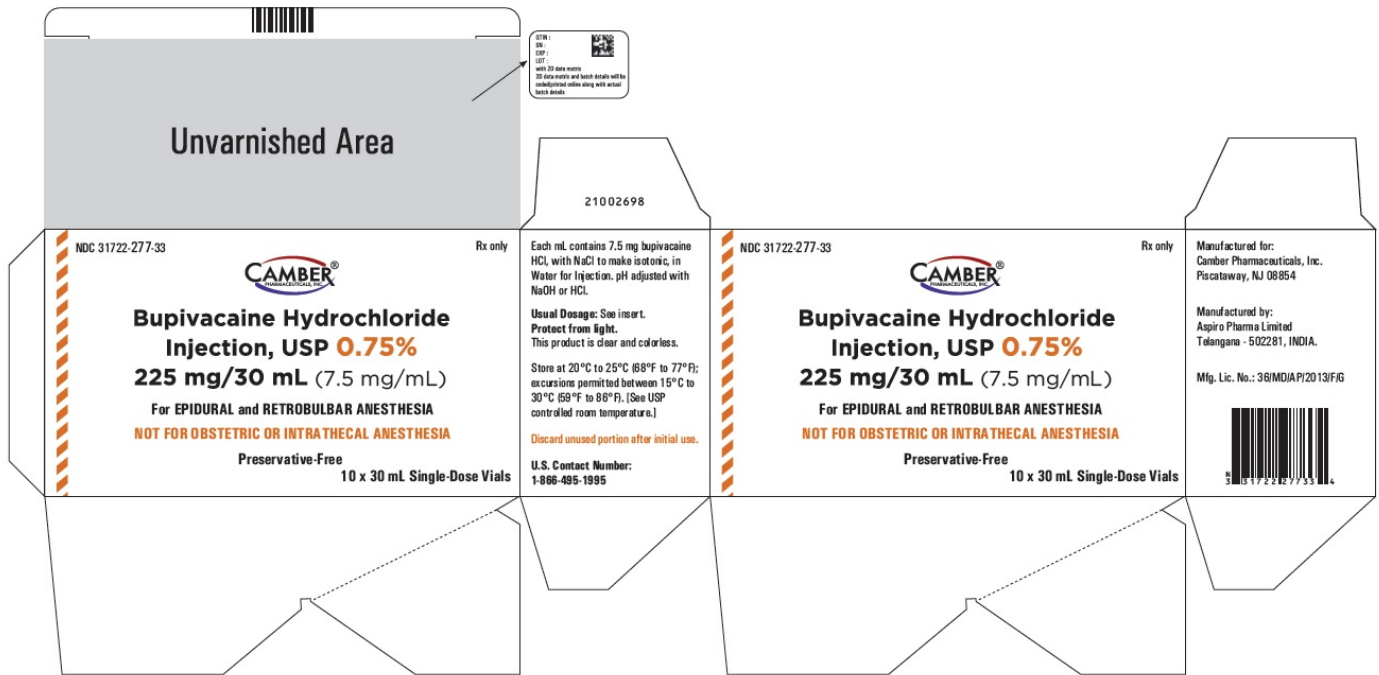 GTIN :
SN :
EXP :
LOT :
with 2D data matrix
2D data matrix and batch details will be
coded/printed online along with actual
batch details
Unvarnished Area
21002698
NDC 31722-277-33
Rx only
CAMBER®
PHARMACEUTICALS, INC.
Bupivacaine Hydrochloride
Injection, USP 0.75%
225 mg/30 mL (7.5 mg/mL)
For EPIDURAL and RETROBULBAR ANESTHESIA
NOT FOR OBSTETRIC OR INTRATHECAL ANESTHESIA
Preservative-Free
10 x 30 mL Single-Dose Vials
Each mL contains 7.5 mg bupivacaine
HCl, with NaCl to make isotonic, in
Water for Injection. pH adjusted with
NaOH or HCl.
Usual Dosage: See insert.
Protect from light.
This product is clear and colorless.
Store at 20°C to 25°C (68°F to 77°F);
excursions permitted between 15°C to
30°C (59°F to 86°F). [See USP
controlled room temperature.]
Discard unused portion after initial use.
U.S. Contact Number:
1-866-495-1995
NDC 31722-277-33
Rx only
CAMBER®
PHARMACEUTICALS, INC.
Bupivacaine Hydrochloride
Injection, USP 0.75%
225 mg/30 mL (7.5 mg/mL)
For EPIDURAL and RETROBULBAR ANESTHESIA
NOT FOR OBSTETRIC OR INTRATHECAL ANESTHESIA
Preservative-Free
10 x 30 mL Single-Dose Vials
Manufactured for:
Camber Pharmaceuticals, Inc.
Piscataway, NJ 08854
Manufactured by:
Aspiro Pharma Limited
Telangana - 502281, INDIA.
Mfg. Lic. No.: 36/MD/AP/2013/F/G
N
3 31722 27733 4